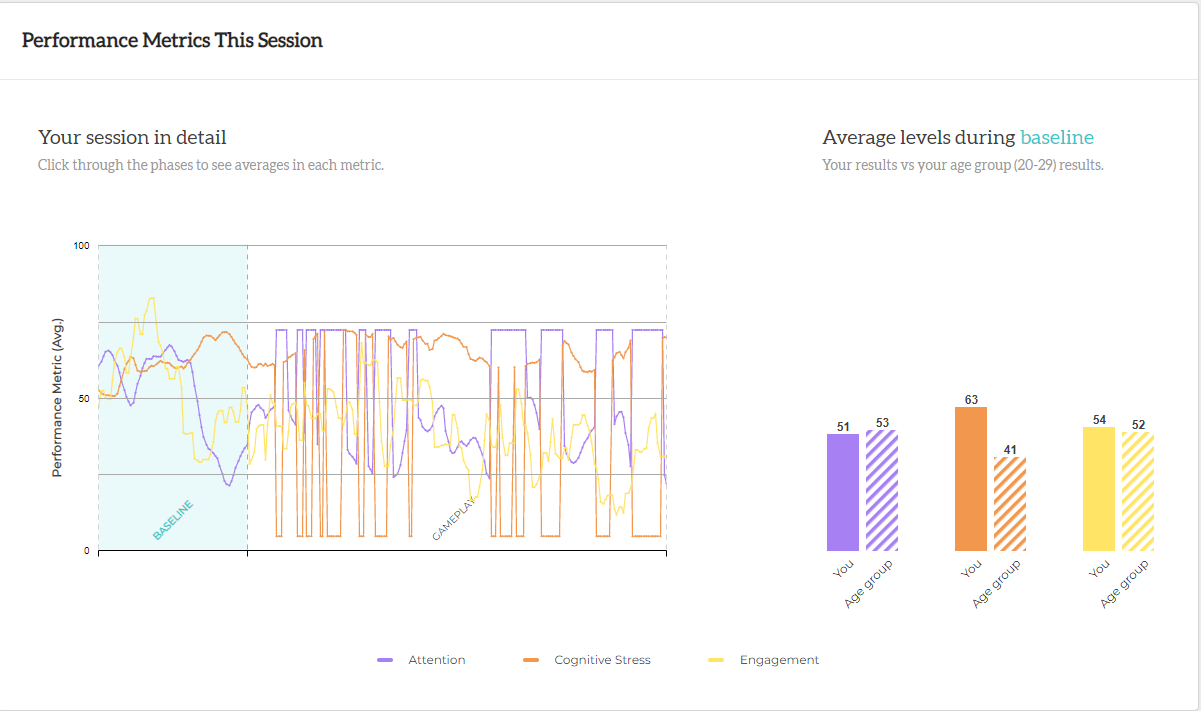 Performance Metrics This Session
Your session in detail
Click through the phases to see averages in each metric.
Average levels during baseline
Your results vs your age group (20-29) results.
Performance Metric (Avg.)
100
50
0
BASELINE
GAMEPLAY
51
53
63
41
54
52
You
Age group
You
Age group
You
Age group
Attention
Cognitive Stress
Engagement